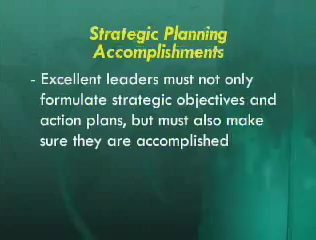 Strategic Planning
Accomplishments
- Excellent leaders must not only
formulate strategic objectives and
action plans, but must also make
sure they are accomplished